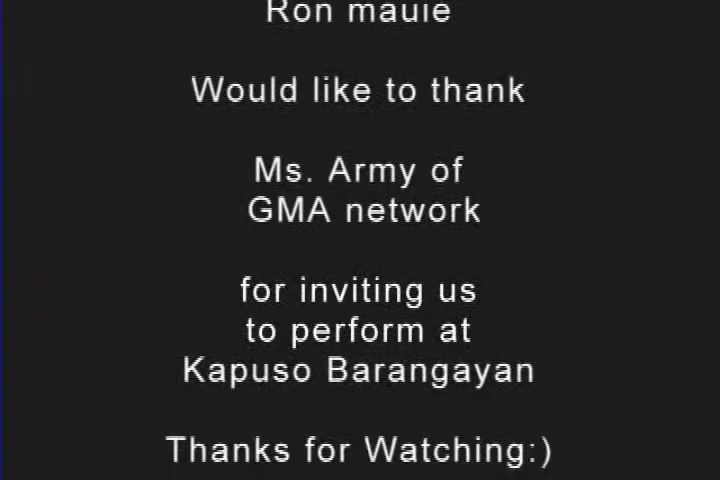 Ron maule
Would like to thank
Ms. Army of
GMA network
for inviting us
to perform at
Kapuso Barangayan
Thanks for Watching:)